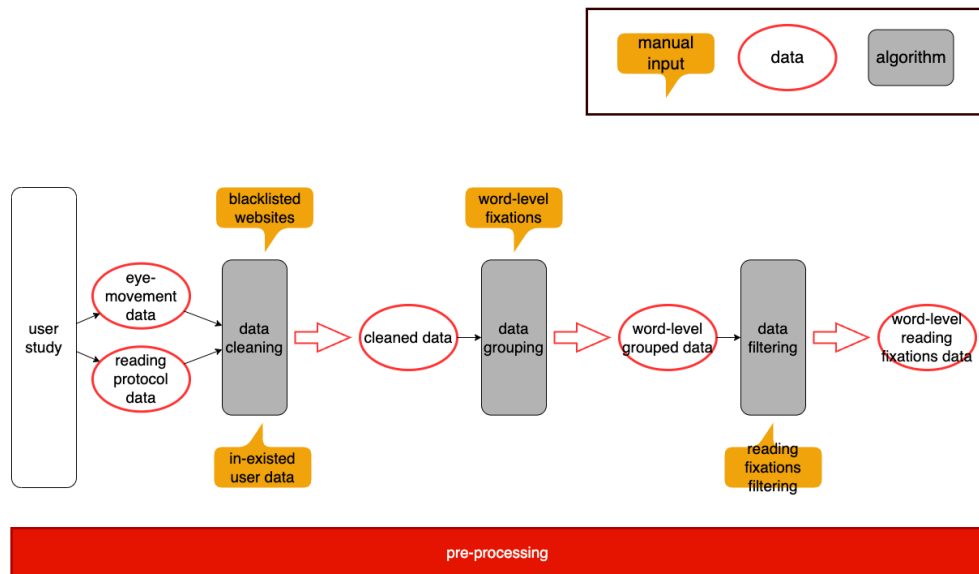 manual
input
data
algorithm
blacklisted
websites
word-level
fixations
user
study
eye-
movement
data
reading
protocol
data
data
cleaning
cleaned data
data
grouping
word-level
grouped data
data
filtering
word-level
reading
fixations data
in-existed
user data
reading
fixations
filtering
pre-processing